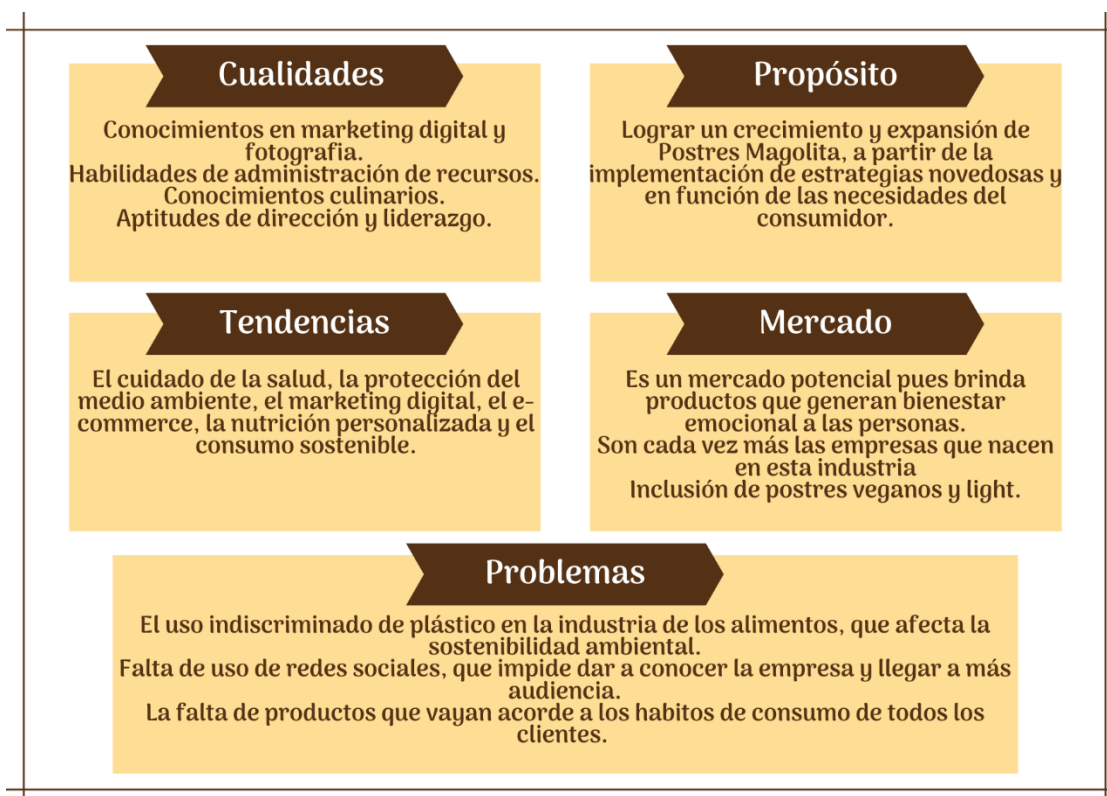 Cualidades
Conocimientos en marketing digital y
fotografia.
Habilidades de administración de recursos.
Conocimientos culinarios.
Aptitudes de dirección y liderazgo.
Propósito
Lograr un crecimiento y expansión de
Postres Magolita, a partir de la
implementación de estrategias novedosas y
en función de las necesidades del
consumidor.
Tendencias
El cuidado de la salud, la protección del
medio ambiente, el marketing digital, el e-
commerce, la nutrición personalizada y el
consumo sostenible.
Mercado
Es un mercado potencial pues brinda
productos que generan bienestar
emocional a las personas.
Son cada vez más las empresas que nacen
en esta industria
Inclusión de postres veganos y light.
Problemas
El uso indiscriminado de plástico en la industria de los alimentos, que afecta la
sostenibilidad ambiental.
Falta de uso de redes sociales, que impide dar a conocer la empresa y llegar a más
audiencia.
La falta de productos que vayan acorde a los habitos de consumo de todos los
clientes.